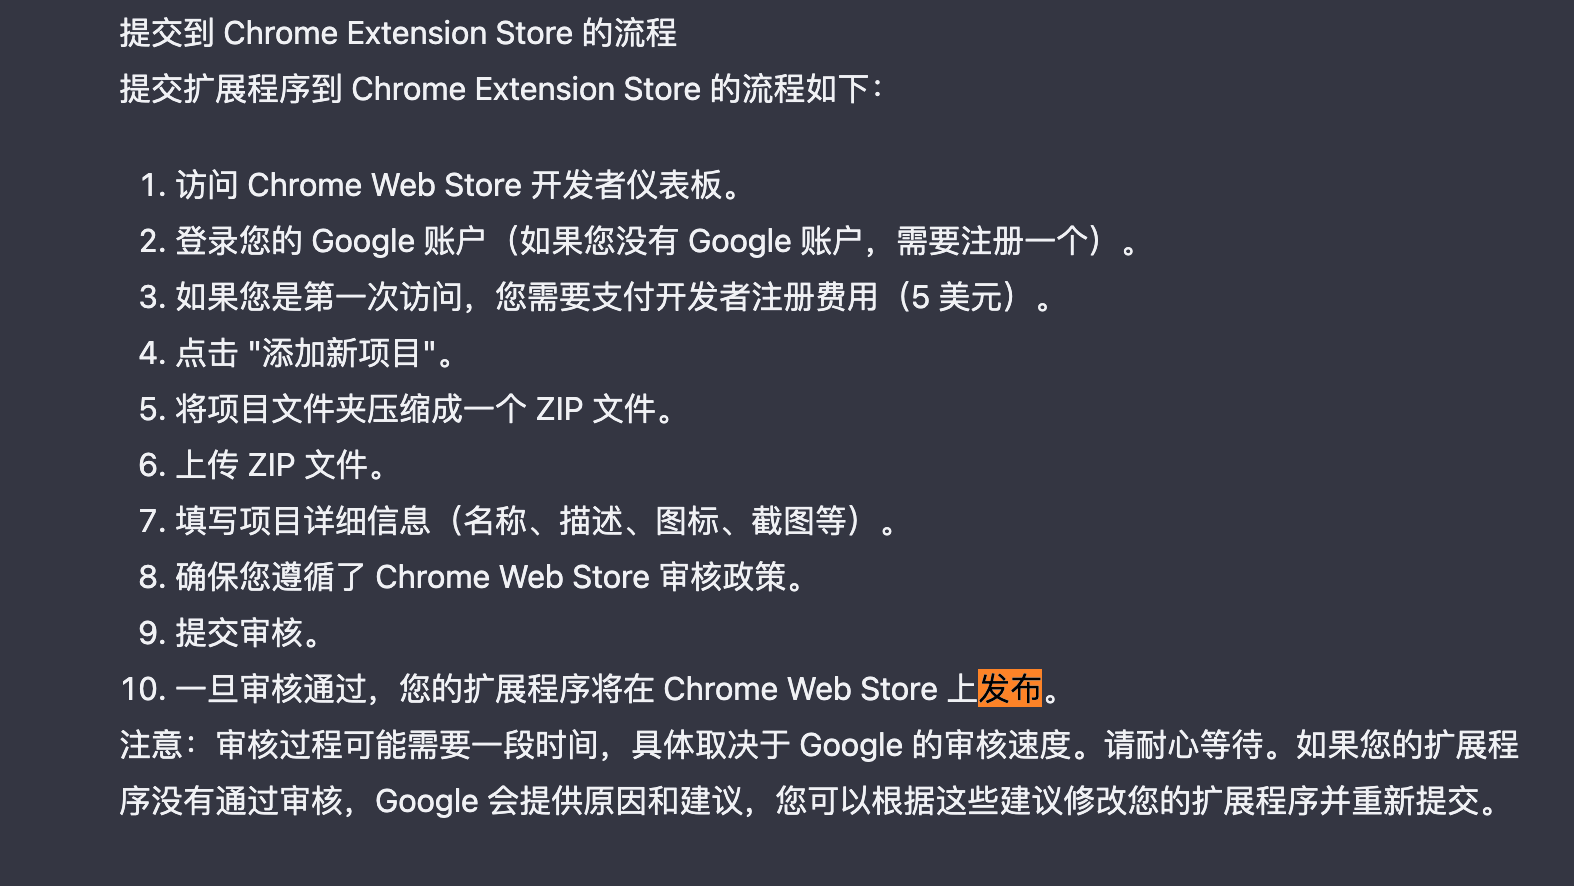 提交到 Chrome Extension Store 的流程
提交扩展程序到 Chrome Extension Store 的流程如下：
1. 访问 Chrome Web Store 开发者仪表板。
2. 登录您的 Google 账户（如果您没有 Google 账户，需要注册一个）。
3. 如果您是第一次访问，您需要支付开发者注册费用（5 美元）。
4. 点击 "添加新项目"。
5. 将项目文件夹压缩成一个 ZIP 文件。
6. 上传 ZIP 文件。
7. 填写项目详细信息（名称、描述、图标、截图等）。
8. 确保您遵循了 Chrome Web Store 审核政策。
9. 提交审核。
10. 一旦审核通过，您的扩展程序将在 Chrome Web Store 上发布。
注意：审核过程可能需要一段时间，具体取决于 Google 的审核速度。请耐心等待。如果您的扩展程
序没有通过审核，Google 会提供原因和建议，您可以根据这些建议修改您的扩展程序并重新提交。